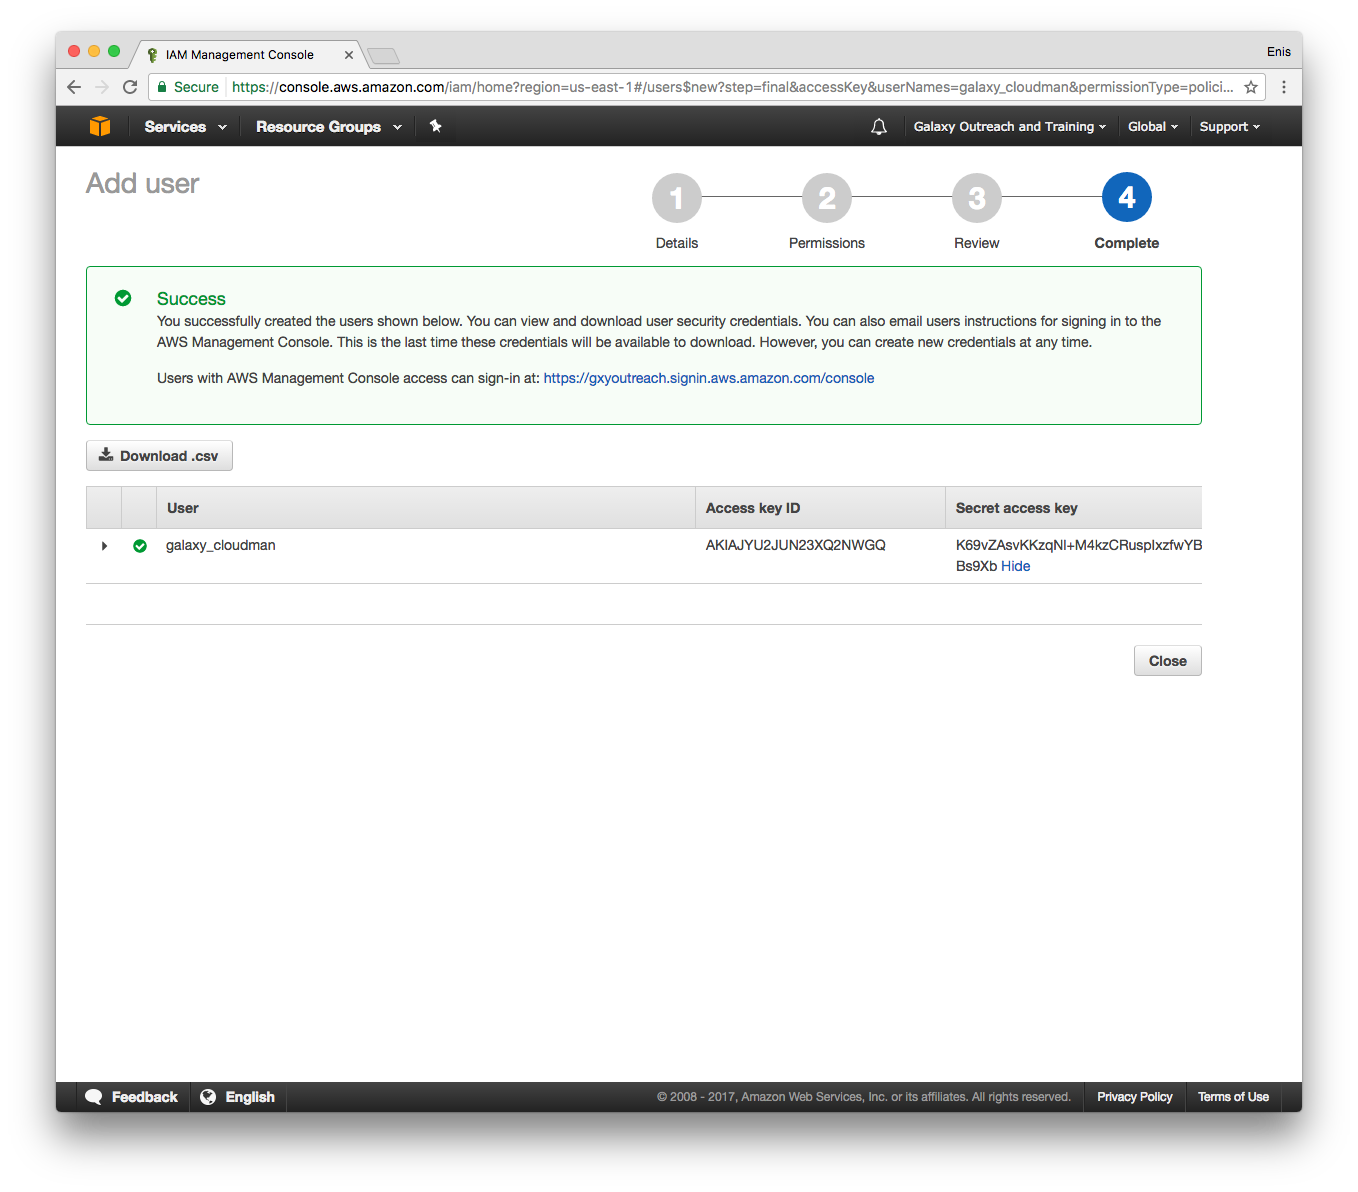 IAM Management Console
Enis
Secure https://console.aws.amazon.com/iam/home?region=us-east-1#/users$new?step=final&accessKey&userNames=galaxy_cloudman&permissionType=polici...
Services Resource Groups Galaxy Outreach and Training Global Support
Add user
1 2 3 4
Details Permissions Review Complete
Success
You successfully created the users shown below. You can view and download user security credentials. You can also email users instructions for signing in to the
AWS Management Console. This is the last time these credentials will be available to download. However, you can create new credentials at any time.
Users with AWS Management Console access can sign-in at: https://gxyoutreach.signin.aws.amazon.com/console
Download .csv
User Access key ID Secret access key
galaxy_cloudman AKIAJYU2JUN23XQ2NWGQ
Bs9Xb Hide
Close
Feedback English © 2008 - 2017, Amazon Web Services, Inc. or its affiliates. All rights reserved. Privacy Policy Terms of Use